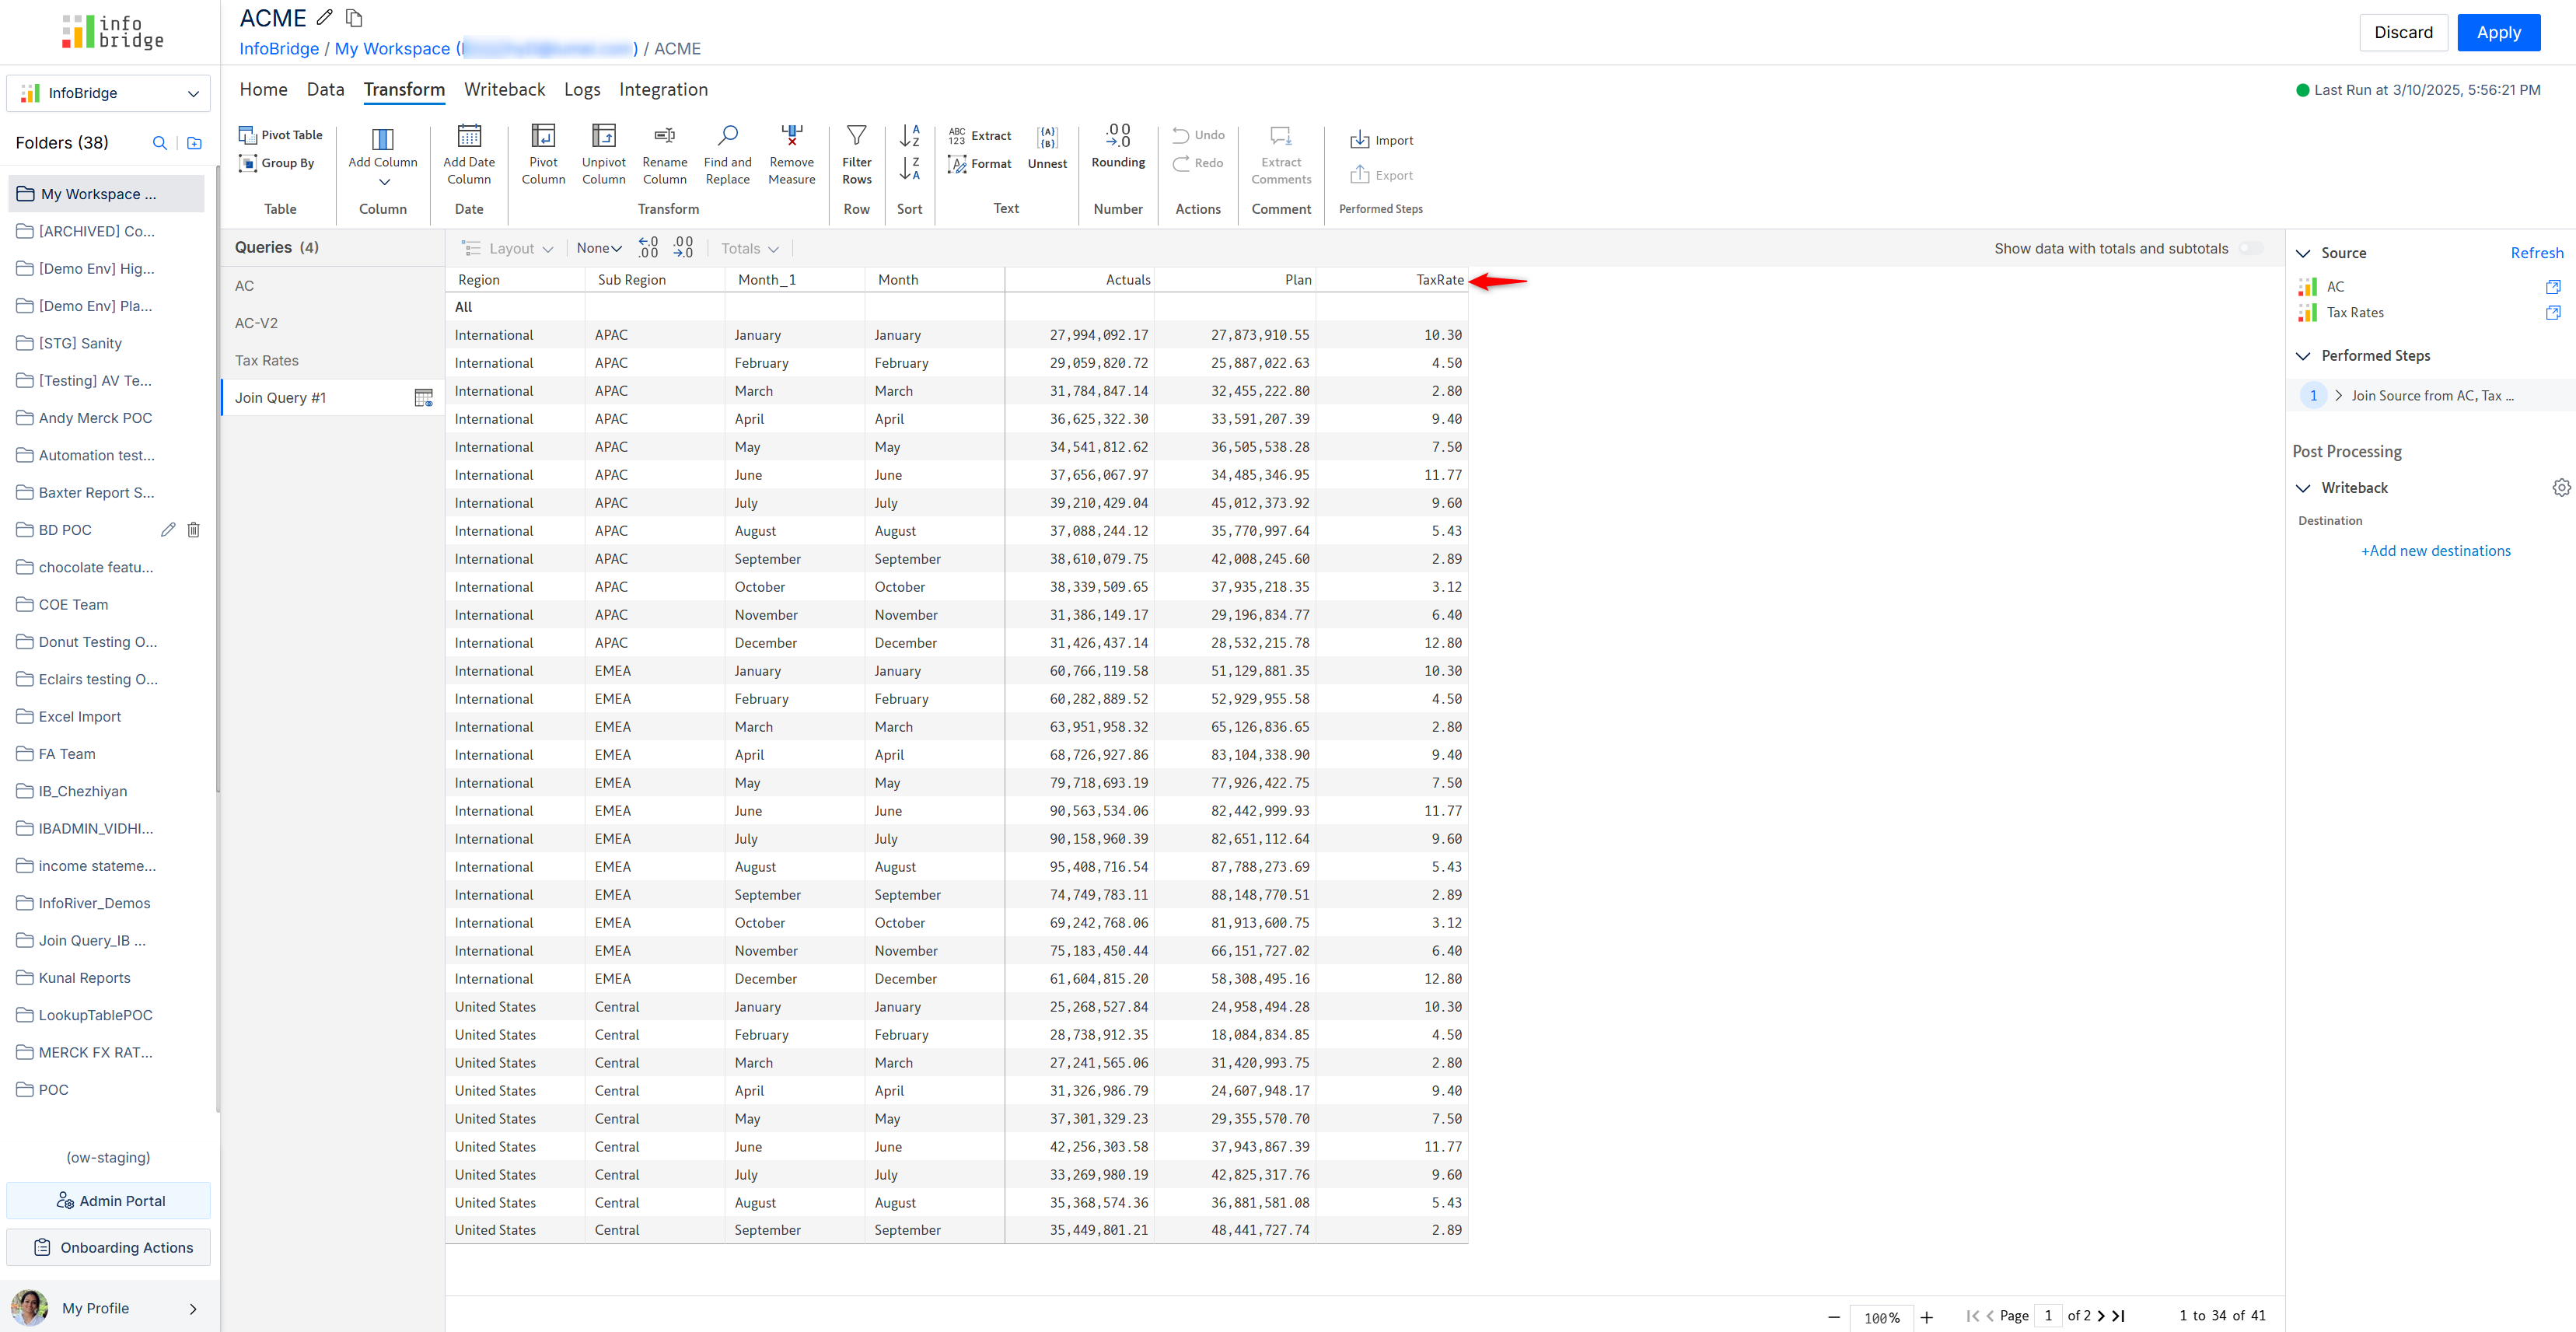 info
bridge
ACME
InfoBridge / My Workspace ( ) / ACME
Discard
Apply
InfoBridge
Home Data Transform Writeback Logs Integration
Last Run at 3/10/2025, 5:56:21 PM
Folders (38)
My Workspace ...
[ARCHIVED] Co...
[Demo Env] Hig...
[Demo Env] Pla...
[STG] Sanity
[Testing] AV Te...
Andy Merck POC
Automation test...
Baxter Report S...
BD POC
chocolate featu...
COE Team
Donut Testing O...
Eclairs testing O...
Excel Import
FA Team
IB_Chezhiyan
IBADMIN_VIDHI...
income stateme...
InfoRiver_Demos
Join Query_IB ...
Kunal Reports
LookupTablePOC
MERCK FX RAT...
POC
(ow-staging)
Admin Portal
Onboarding Actions
My Profile
Pivot Table
Group By
Table
Add Column
Column
Add Date
Column
Date
Pivot
Column
Unpivot
Column
Rename
Column
Find and
Replace
Remove
Measure
Transform
Filter
Rows
Row
A
Z
Z
A
Sort
ABC
123
Extract
Format
{A}
{B}
Unnest
Text
.00
.0
Rounding
Number
Undo
Redo
Actions
Extract
Comments
Comment
Import
Export
Performed Steps
Queries (4)
AC
AC-V2
Tax Rates
Join Query #1
Layout None .0 .00 .00 .0 Totals
Show data with totals and subtotals
Region Sub Region Month_1 Month Actuals Plan TaxRate
All
International APAC January January 27,994,092.17 27,873,910.55 10.30
International APAC February February 29,059,820.72 25,887,022.63 4.50
International APAC March March 31,784,847.14 32,455,222.80 2.80
International APAC April April 36,625,322.30 33,591,207.39 9.40
International APAC May May 34,541,812.62 36,505,538.28 7.50
International APAC June June 37,656,067.97 34,485,346.95 11.77
International APAC July July 39,210,429.04 45,012,373.92 9.60
International APAC August August 37,088,244.12 35,770,997.64 5.43
International APAC September September 38,610,079.75 42,008,245.60 2.89
International APAC October October 38,339,509.65 37,935,218.35 3.12
International APAC November November 31,386,149.17 29,196,834.77 6.40
International APAC December December 31,426,437.14 28,532,215.78 12.80
International EMEA January January 60,766,119.58 51,129,881.35 10.30
International EMEA February February 60,282,889.52 52,929,955.58 4.50
International EMEA March March 63,951,958.32 65,126,836.65 2.80
International EMEA April April 68,726,927.86 83,104,338.90 9.40
International EMEA May May 79,718,693.19 77,926,422.75 7.50
International EMEA June June 90,563,534.06 82,442,999.93 11.77
International EMEA July July 90,158,960.39 82,651,112.64 9.60
International EMEA August August 95,408,716.54 87,788,273.69 5.43
International EMEA September September 74,749,783.11 88,148,770.51 2.89
International EMEA October October 69,242,768.06 81,913,600.75 3.12
International EMEA November November 75,183,450.44 66,151,727.02 6.40
International EMEA December December 61,604,815.20 58,308,495.16 12.80
United States Central January January 25,268,527.84 24,958,494.28 10.30
United States Central February February 28,738,912.35 18,084,834.85 4.50
United States Central March March 27,241,565.06 31,420,993.75 2.80
United States Central April April 31,326,986.79 24,607,948.17 9.40
United States Central May May 37,301,329.23 29,355,570.70 7.50
United States Central June June 42,256,303.58 37,943,867.39 11.77
United States Central July July 33,269,980.19 42,825,317.76 9.60
United States Central August August 35,368,574.36 36,881,581.08 5.43
United States Central September September 35,449,801.21 48,441,727.74 2.89
100%
Page 1 of 2
1 to 34 of 41
Source
Refresh
AC
Tax Rates
Performed Steps
1 Join Source from AC, Tax ...
Post Processing
Writeback
Destination
+Add new destinations